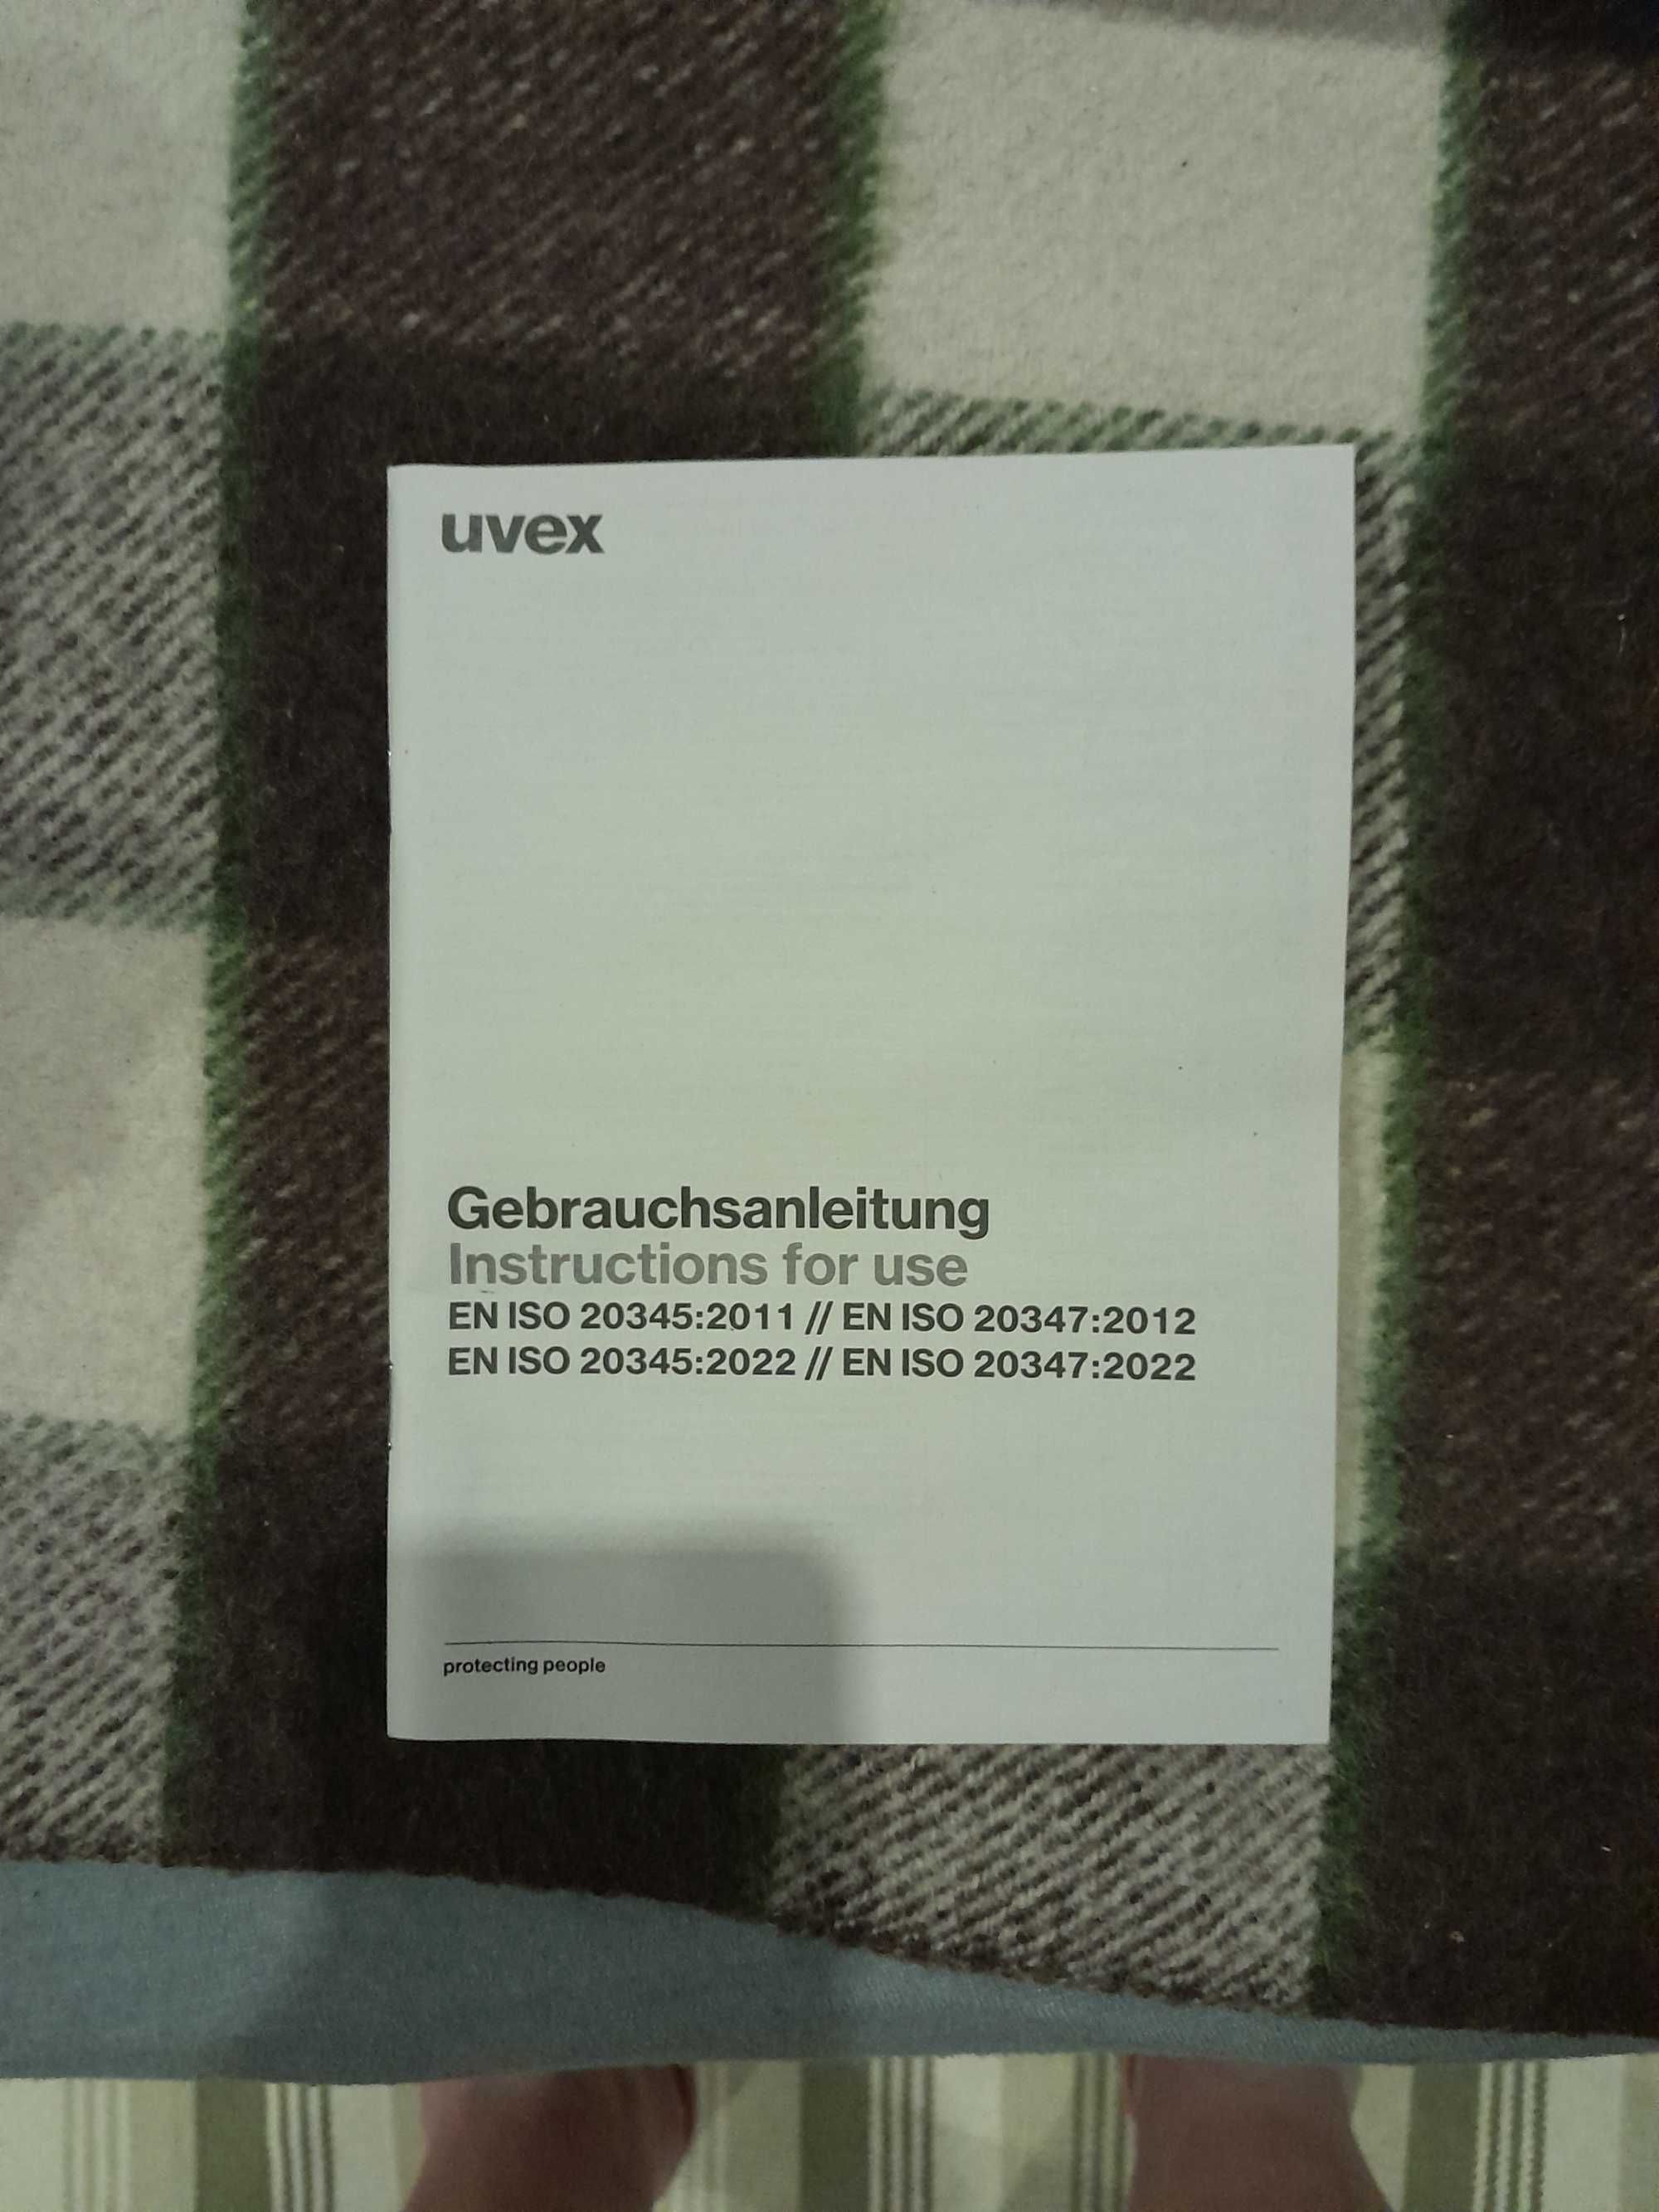 uvex
Gebrauchsanleitung
Instructions for use
EN ISO 20345:2011 // EN ISO 20347:2012
EN ISO 20345:2022 // EN ISO 20347:2022
protecting people